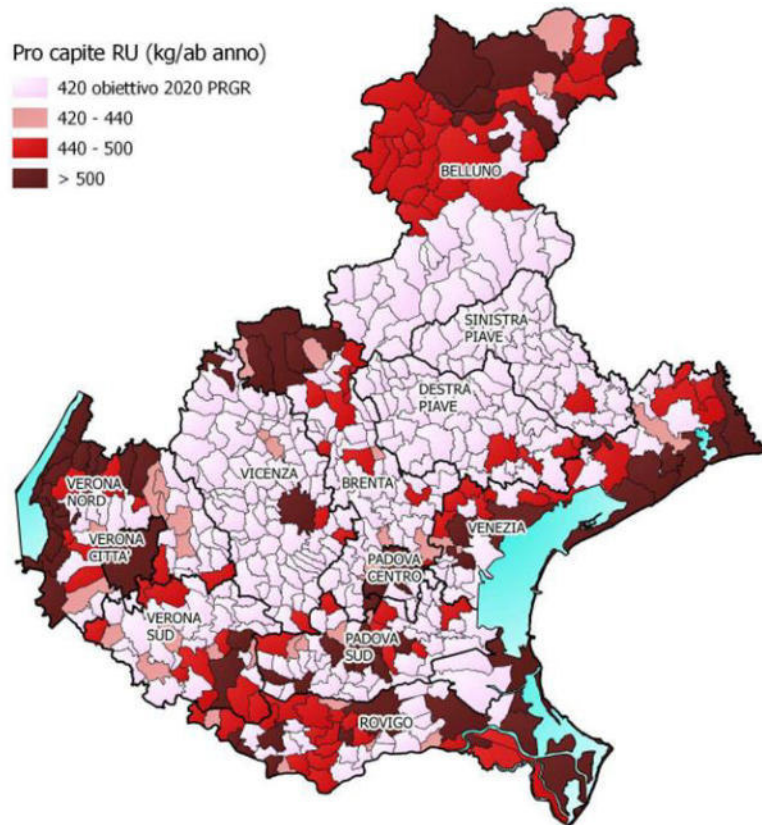 Pro capite RU (kg/ab anno)
420 obiettivo 2020 PRGR
420 - 440
440 - 500
> 500
BELLUNO
SINISTRA
PIAVE
DESTRA
PIAVE
VICENZA
BRENTA
VERONA
NORD
VERONA
CITTA'
VENEZIA
PADOVA
CENTRO
VERONA
SUD
PADOVA
SUD
ROVIGO